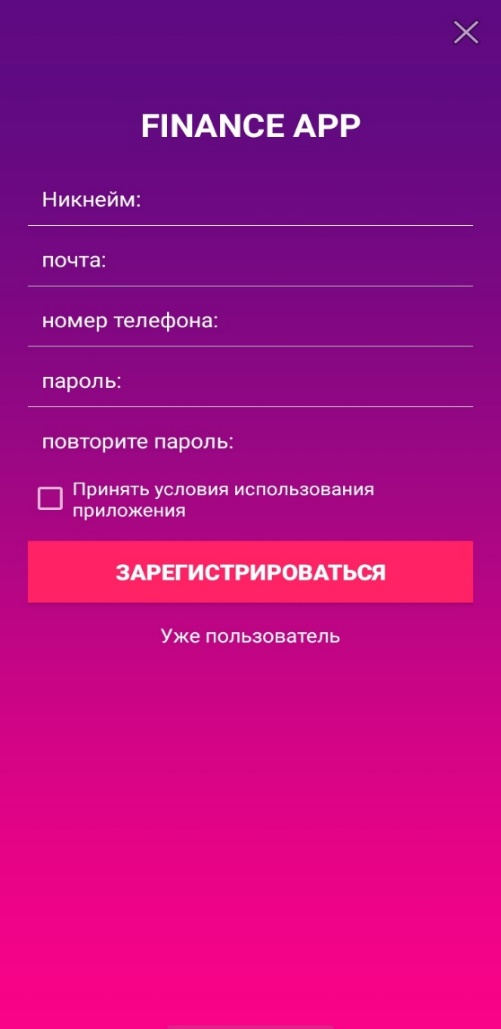 FINANCE APP
Никнейм:
почта:
номер телефона:
пароль:
повторите пароль:
Принять условия использования
приложения
ЗАРЕГИСТРИРОВАТЬСЯ
Уже пользователь